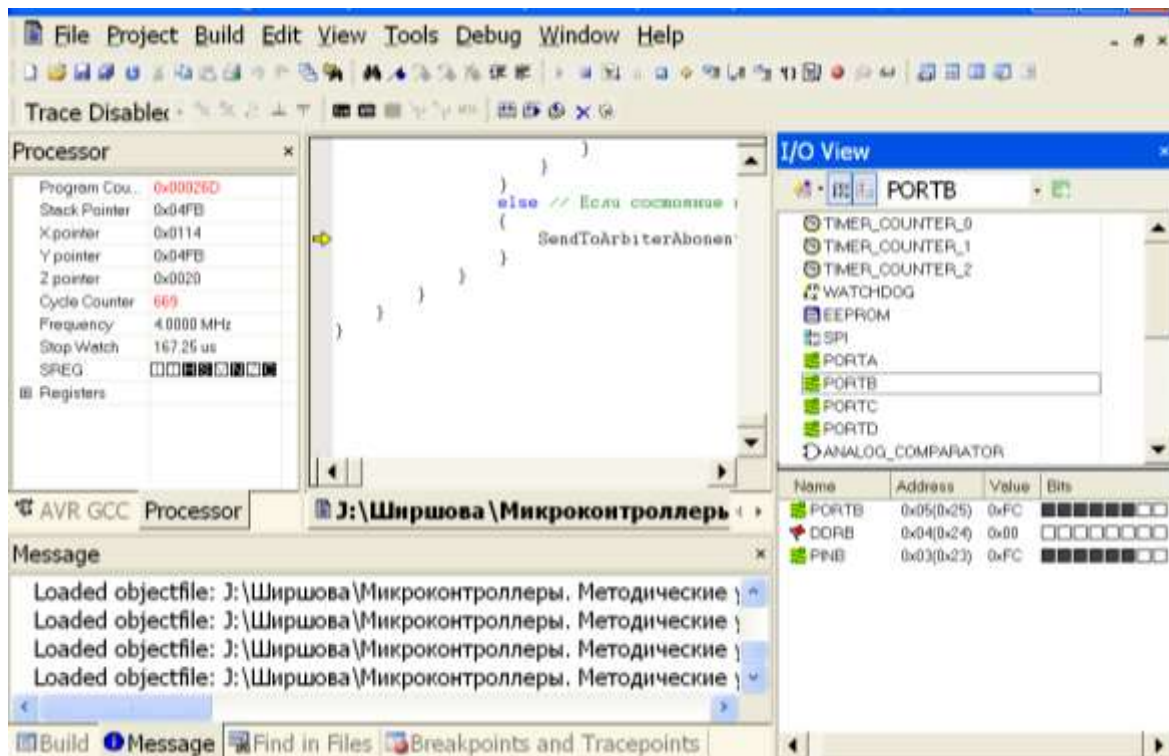 File Project Build Edit View Tools Debug Window Help
Trace Disablec
Processor
Program Cou... 0x00026D
Stack Pointer 0x04FB
X pointer 0x0114
Y pointer 0x04FB
Z pointer 0x0020
Cycle Counter 669
Frequency 4.0000 MHz
Stop Watch 167.25 us
SREG
Registers
AVR GCC Processor
}
}
}
else // Если состояние
{
SendToArbiterAbonen
}
}
}
}
}
J:\Ширшова\Микроконтроллеры
I/O View
PORTB
TIMER_COUNTER_0
TIMER_COUNTER_1
TIMER_COUNTER_2
WATCHDOG
EEPROM
SPI
PORTA
PORTB
PORTC
PORTD
ANALOG_COMPARATOR
Name Address Value Bits
PORTB 0x05(0x25) 0xFC
DDRB 0x04(0x24) 0x00
PINB 0x03(0x23) 0xFC
Message
Loaded objectfile: J:\Ширшова\Микроконтроллеры. Методические
Loaded objectfile: J:\Ширшова\Микроконтроллеры. Методические
Loaded objectfile: J:\Ширшова\Микроконтроллеры. Методические
Loaded objectfile: J:\Ширшова\Микроконтроллеры. Методические
Build Message Find in Files Breakpoints and Tracepoints